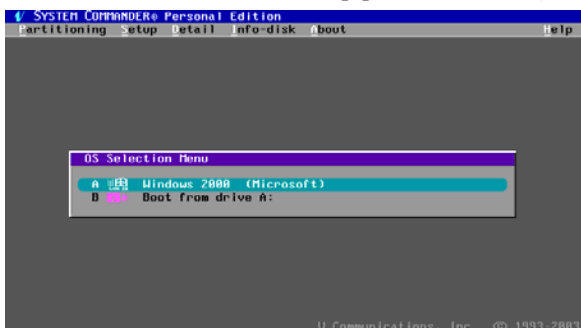 SYSTEM COMMANDER® Personal Edition
Partitioning Setup Detail Info-disk About Help
OS Selection Menu
A Windows 2000 (Microsoft)
B Boot from drive A:
V Communications, Inc. © 1993-2003